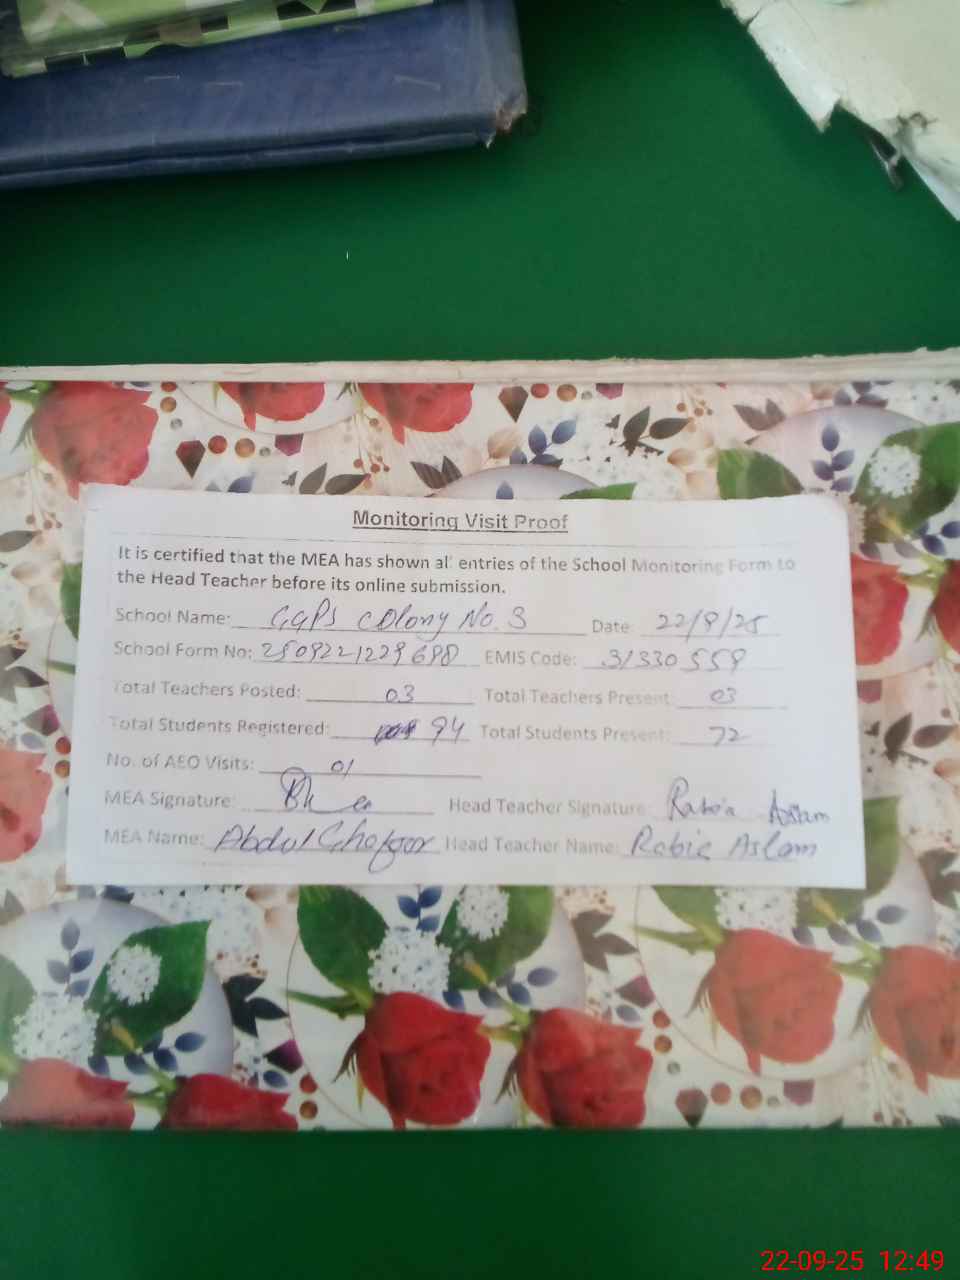 Monitoring Visit Proof
It is certified that the MEA has shown all entries of the School Monitoring Form to
the Head Teacher before its online submission.
School Name: GGPS Colony No. 3 Date: 22/9/25
School Form No: 2509221229698 EMIS Code: 31330559
Total Teachers Posted: 03 Total Teachers Present: 03
Total Students Registered: 94 Total Students Present: 72
No. of AEO Visits: 01
MEA Signature: Head Teacher Signature: Rabia Aslam
MEA Name: Abdul Ghafoor Head Teacher Name: Rabia Aslam
22-09-25 12:49